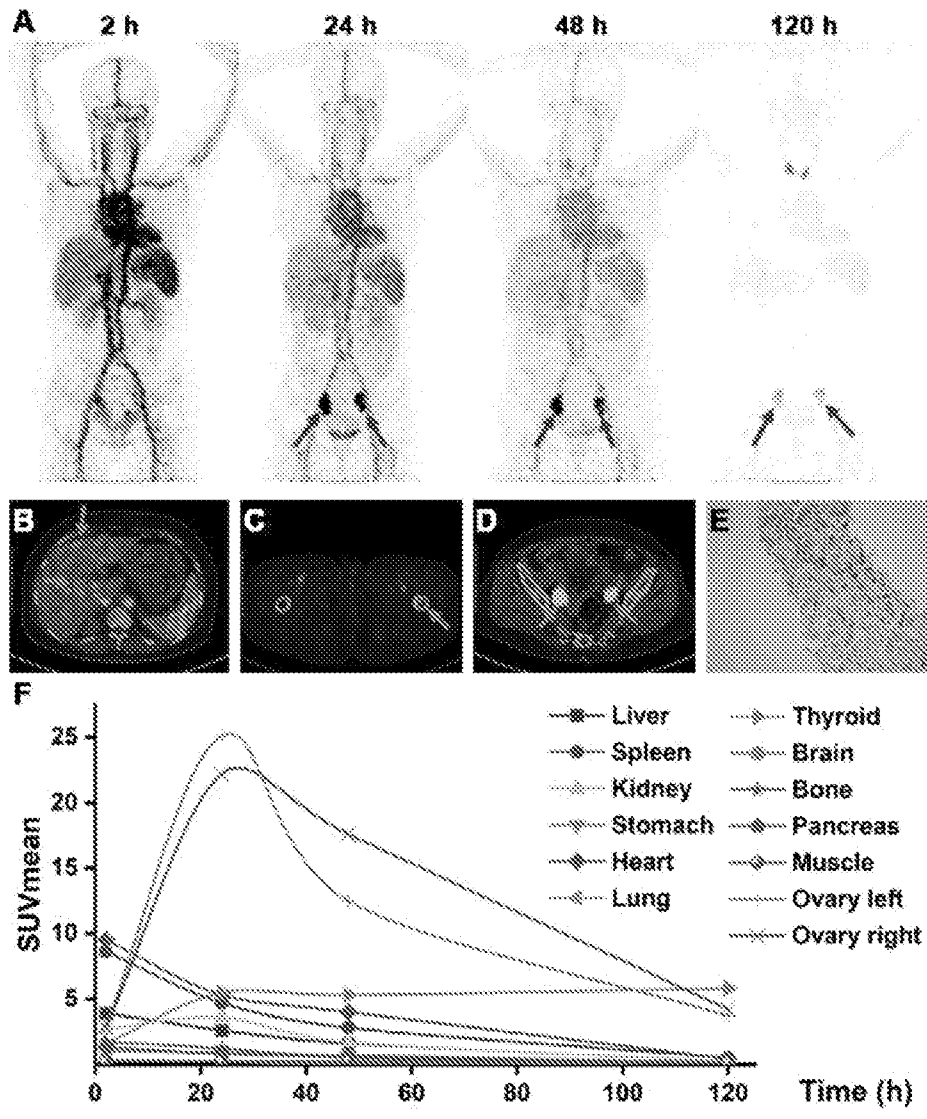 A 2 h 24 h 48 h 120 h
B C D E
F
SUVmean
25
20
15
10
5
Liver Thyroid
Spleen Brain
Kidney Bone
Stomach Pancreas
Heart Muscle
Lung Ovary left
Ovary right
0 20 40 60 80 100 120 Time (h)